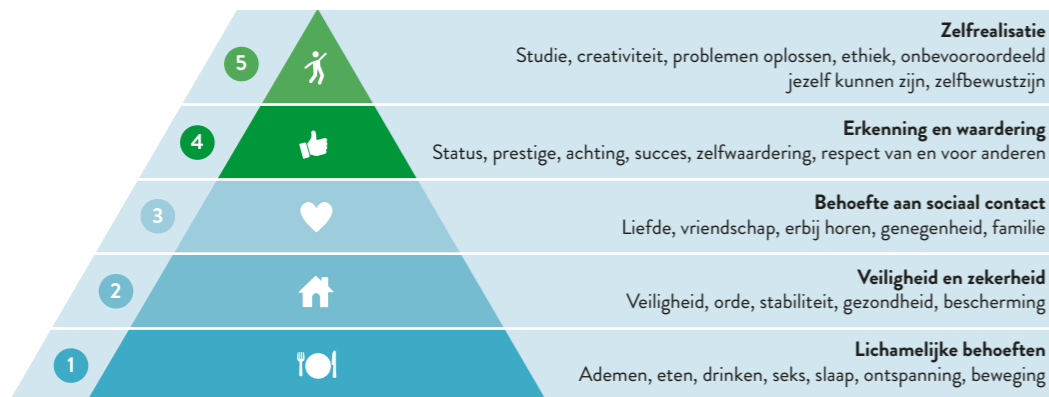 5
Zelfrealisatie
Studie, creativiteit, problemen oplossen, ethiek, onbevooroordeeld
jezelf kunnen zijn, zelfbewustzijn
4
Erkenning en waardering
Status, prestige, achting, succes, zelfwaardering, respect van en voor anderen
3
Behoefte aan sociaal contact
Liefde, vriendschap, erbij horen, genegenheid, familie
2
Veiligheid en zekerheid
Veiligheid, orde, stabiliteit, gezondheid, bescherming
1
Lichamelijke behoeften
Ademen, eten, drinken, seks, slaap, ontspanning, beweging